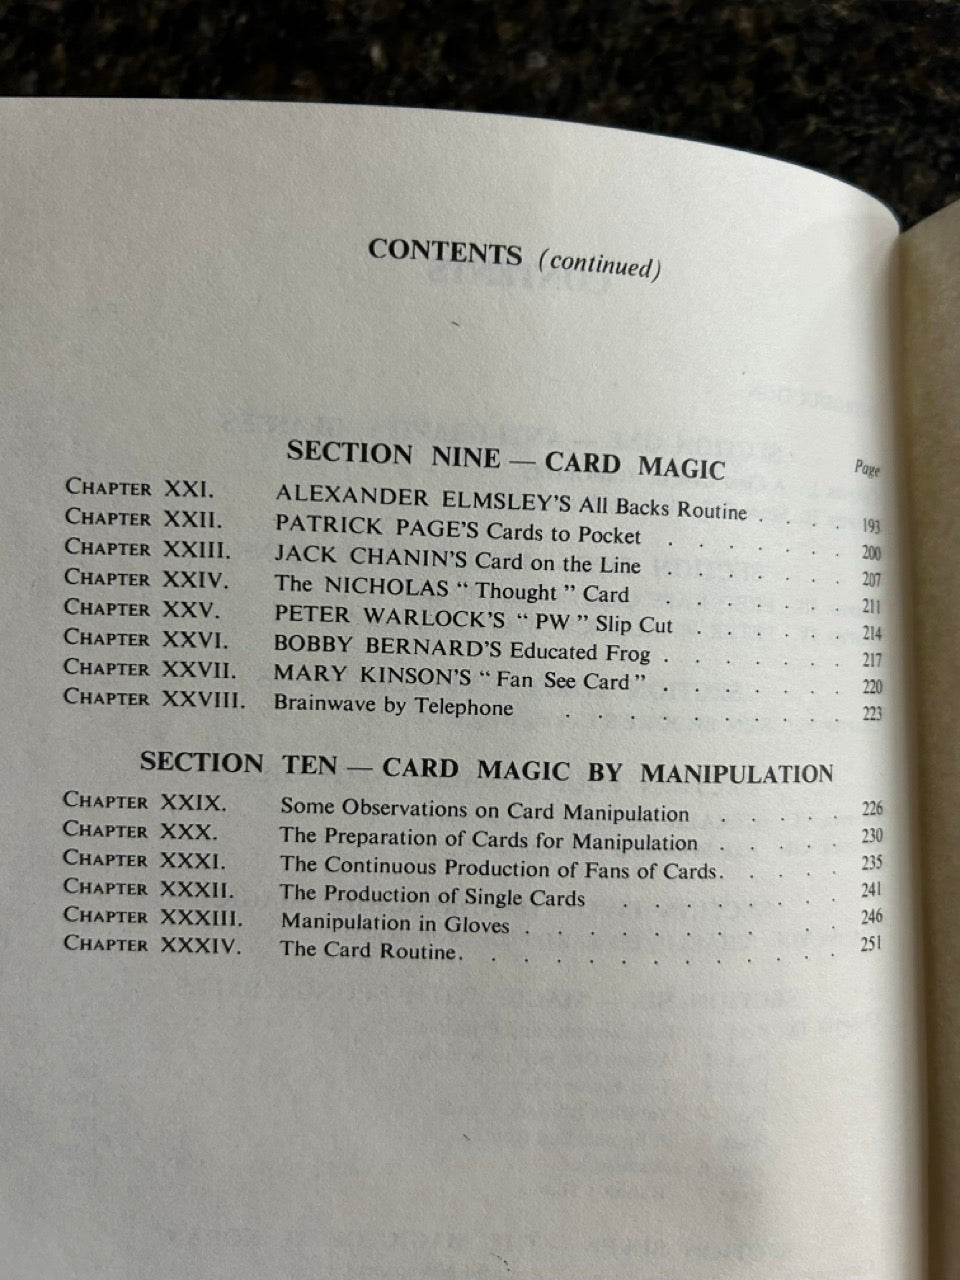 CONTENTS (continued)
SECTION NINE — CARD MAGIC
Page
CHAPTER XXI. ALEXANDER ELMSLEY'S All Backs Routine . . . . 193
CHAPTER XXII. PATRICK PAGE'S Cards to Pocket . . . . . . 200
CHAPTER XXIII. JACK CHANIN'S Card on the Line . . . . . . 207
CHAPTER XXIV. The NICHOLAS “ Thought ” Card . . . . . . 211
CHAPTER XXV. PETER WARLOCK'S “ PW ” Slip Cut . . . . . 214
CHAPTER XXVI. BOBBY BERNARD'S Educated Frog . . . . . . 217
CHAPTER XXVII. MARY KINSON'S “ Fan See Card ” . . . . . . 220
CHAPTER XXVIII. Brainwave by Telephone . . . . . . . . . 223
SECTION TEN — CARD MAGIC BY MANIPULATION
CHAPTER XXIX. Some Observations on Card Manipulation . . . . . 226
CHAPTER XXX. The Preparation of Cards for Manipulation . . . . . 230
CHAPTER XXXI. The Continuous Production of Fans of Cards. . . . . 235
CHAPTER XXXII. The Production of Single Cards . . . . . . . 241
CHAPTER XXXIII. Manipulation in Gloves . . . . . . . . . . 246
CHAPTER XXXIV. The Card Routine. . . . . . . . . . . . 251